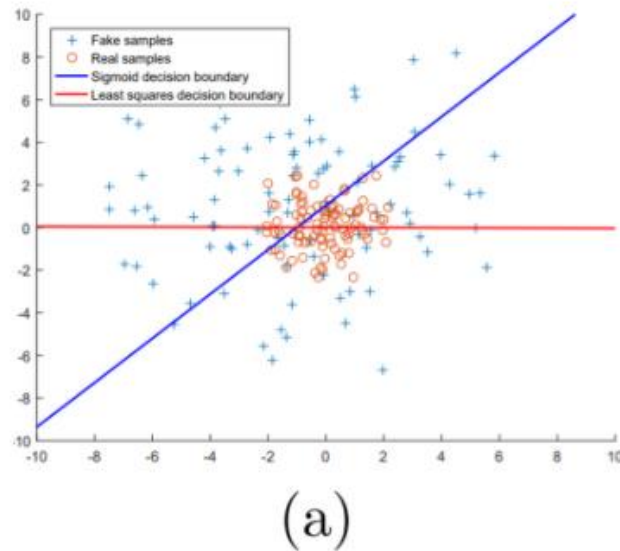 10
8
6
4
2
0
-2
-4
-6
-8
-10
Fake samples
Real samples
Sigmoid decision boundary
Least squares decision boundary
-10 -8 -6 -4 -2 0 2 4 6 8 10
(a)